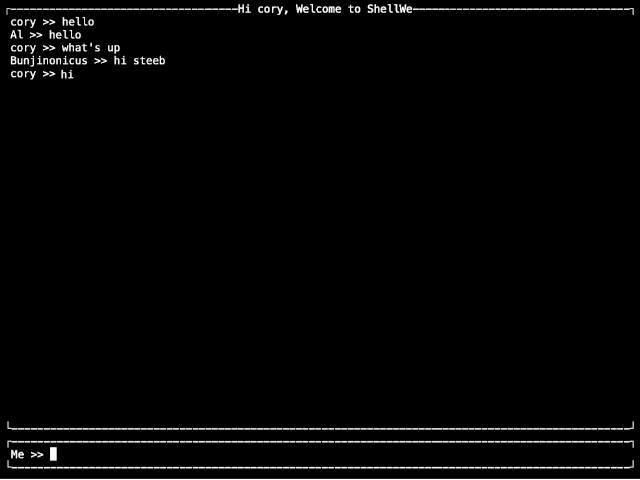 Hi cory, Welcome to ShellWe
cory >> hello
Al >> hello
cory >> what's up
Bunjinonicus >> hi steeb
cory >> hi
Me >>